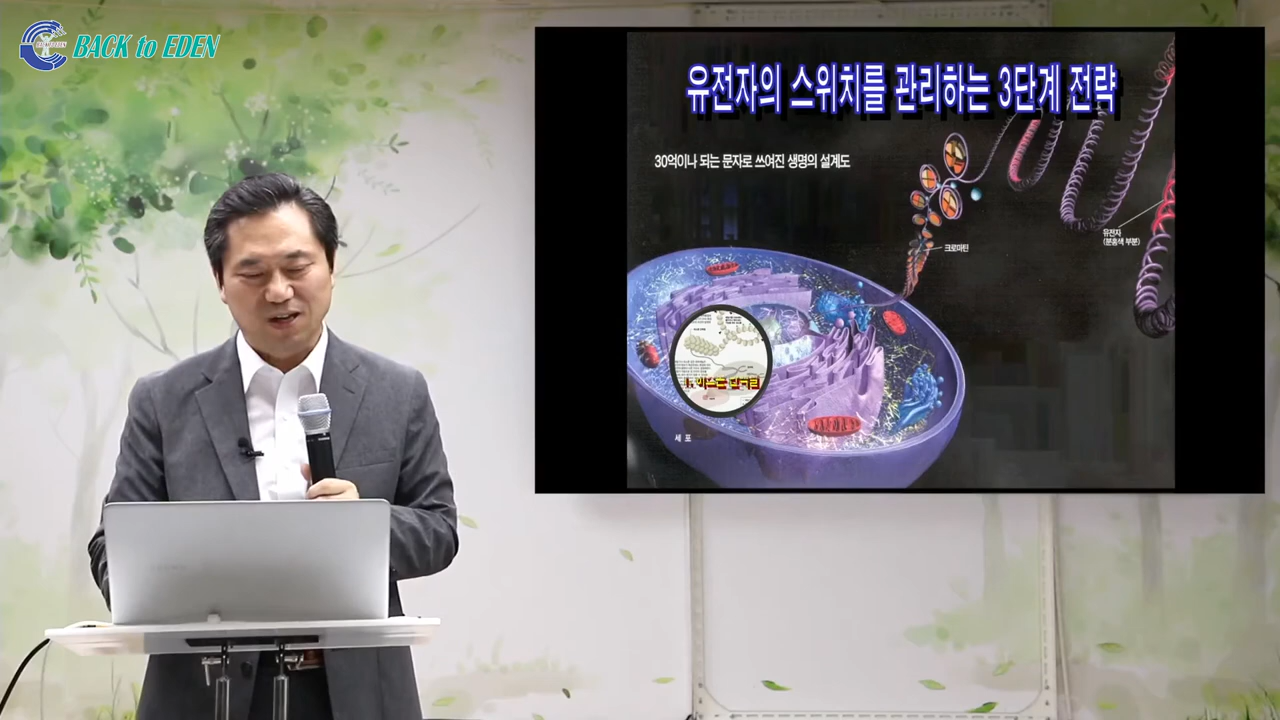 BACK to EDEN
유전자의 스위치를 관리하는 3단계 전략
30억이나 되는 문자로 쓰여진 생명의 설계도
크로마틴
유전자
(분홍색 부분)
세 포